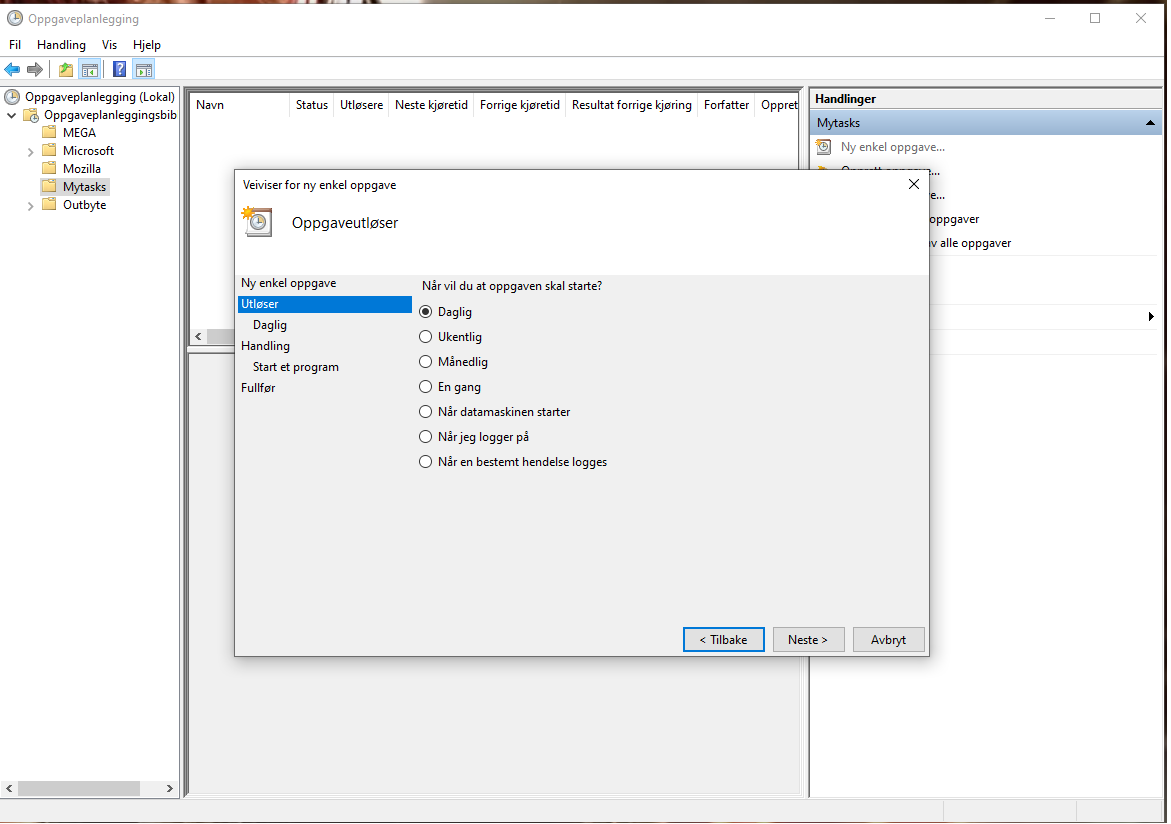 Oppgaveplanlegging
Fil Handling Vis Hjelp
Oppgaveplanlegging (Lokal)
Oppgaveplanleggingsbib
MEGA
Microsoft
Mozilla
Mytasks
Outbyte
Navn Status Utløsere Neste kjøretid Forrige kjøretid Resultat forrige kjøring Forfatter Oppret
Handlinger
Mytasks
Ny enkel oppgave...
oppgaver
alle oppgaver
Veiviser for ny enkel oppgave
Oppgaveutløser
Ny enkel oppgave
Utløser
Daglig
Handling
Start et program
Fullfør
Når vil du at oppgaven skal starte?
Daglig
Ukentlig
Månedlig
En gang
Når datamaskinen starter
Når jeg logger på
Når en bestemt hendelse logges
< Tilbake Neste > Avbryt